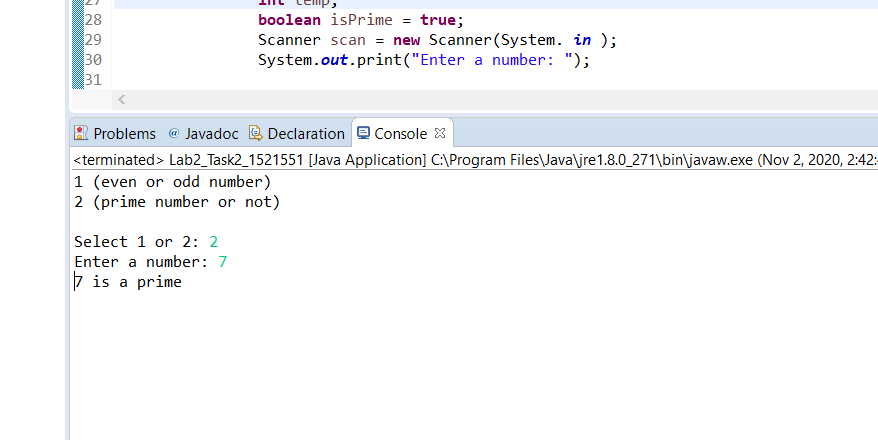 27 int temp;
28 boolean isPrime = true;
29 Scanner scan = new Scanner(System. in );
30 System.out.print("Enter a number: ");
31
Problems @ Javadoc Declaration Console
<terminated> Lab2_Task2_1521551 [Java Application] C:\Program Files\Java\jre1.8.0_271\bin\javaw.exe (Nov 2, 2020, 2:42:
1 (even or odd number)
2 (prime number or not)
Select 1 or 2: 2
Enter a number: 7
7 is a prime